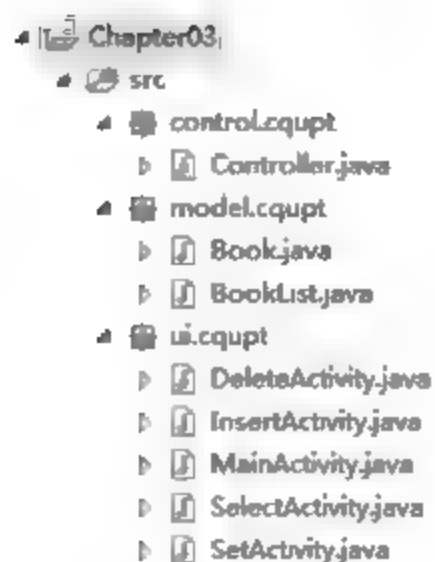 Chapter03
src
control.cqupt
Controller.java
model.cqupt
Book.java
BookList.java
ui.cqupt
DeleteActivity.java
InsertActivity.java
MainActivity.java
SelectActivity.java
SetActivity.java